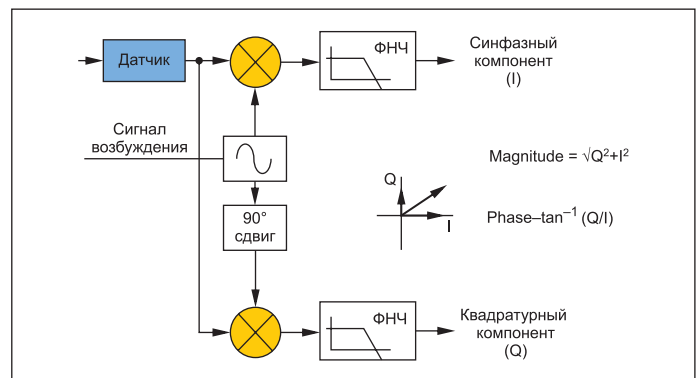 Датчик
ФНЧ
Синфазный
компонент
(I)
Сигнал
возбуждения
Magnitude = √Q²+I²
Q
I
Phase–tan⁻¹ (Q/I)
90°
сдвиг
ФНЧ
Квадратурный
компонент
(Q)